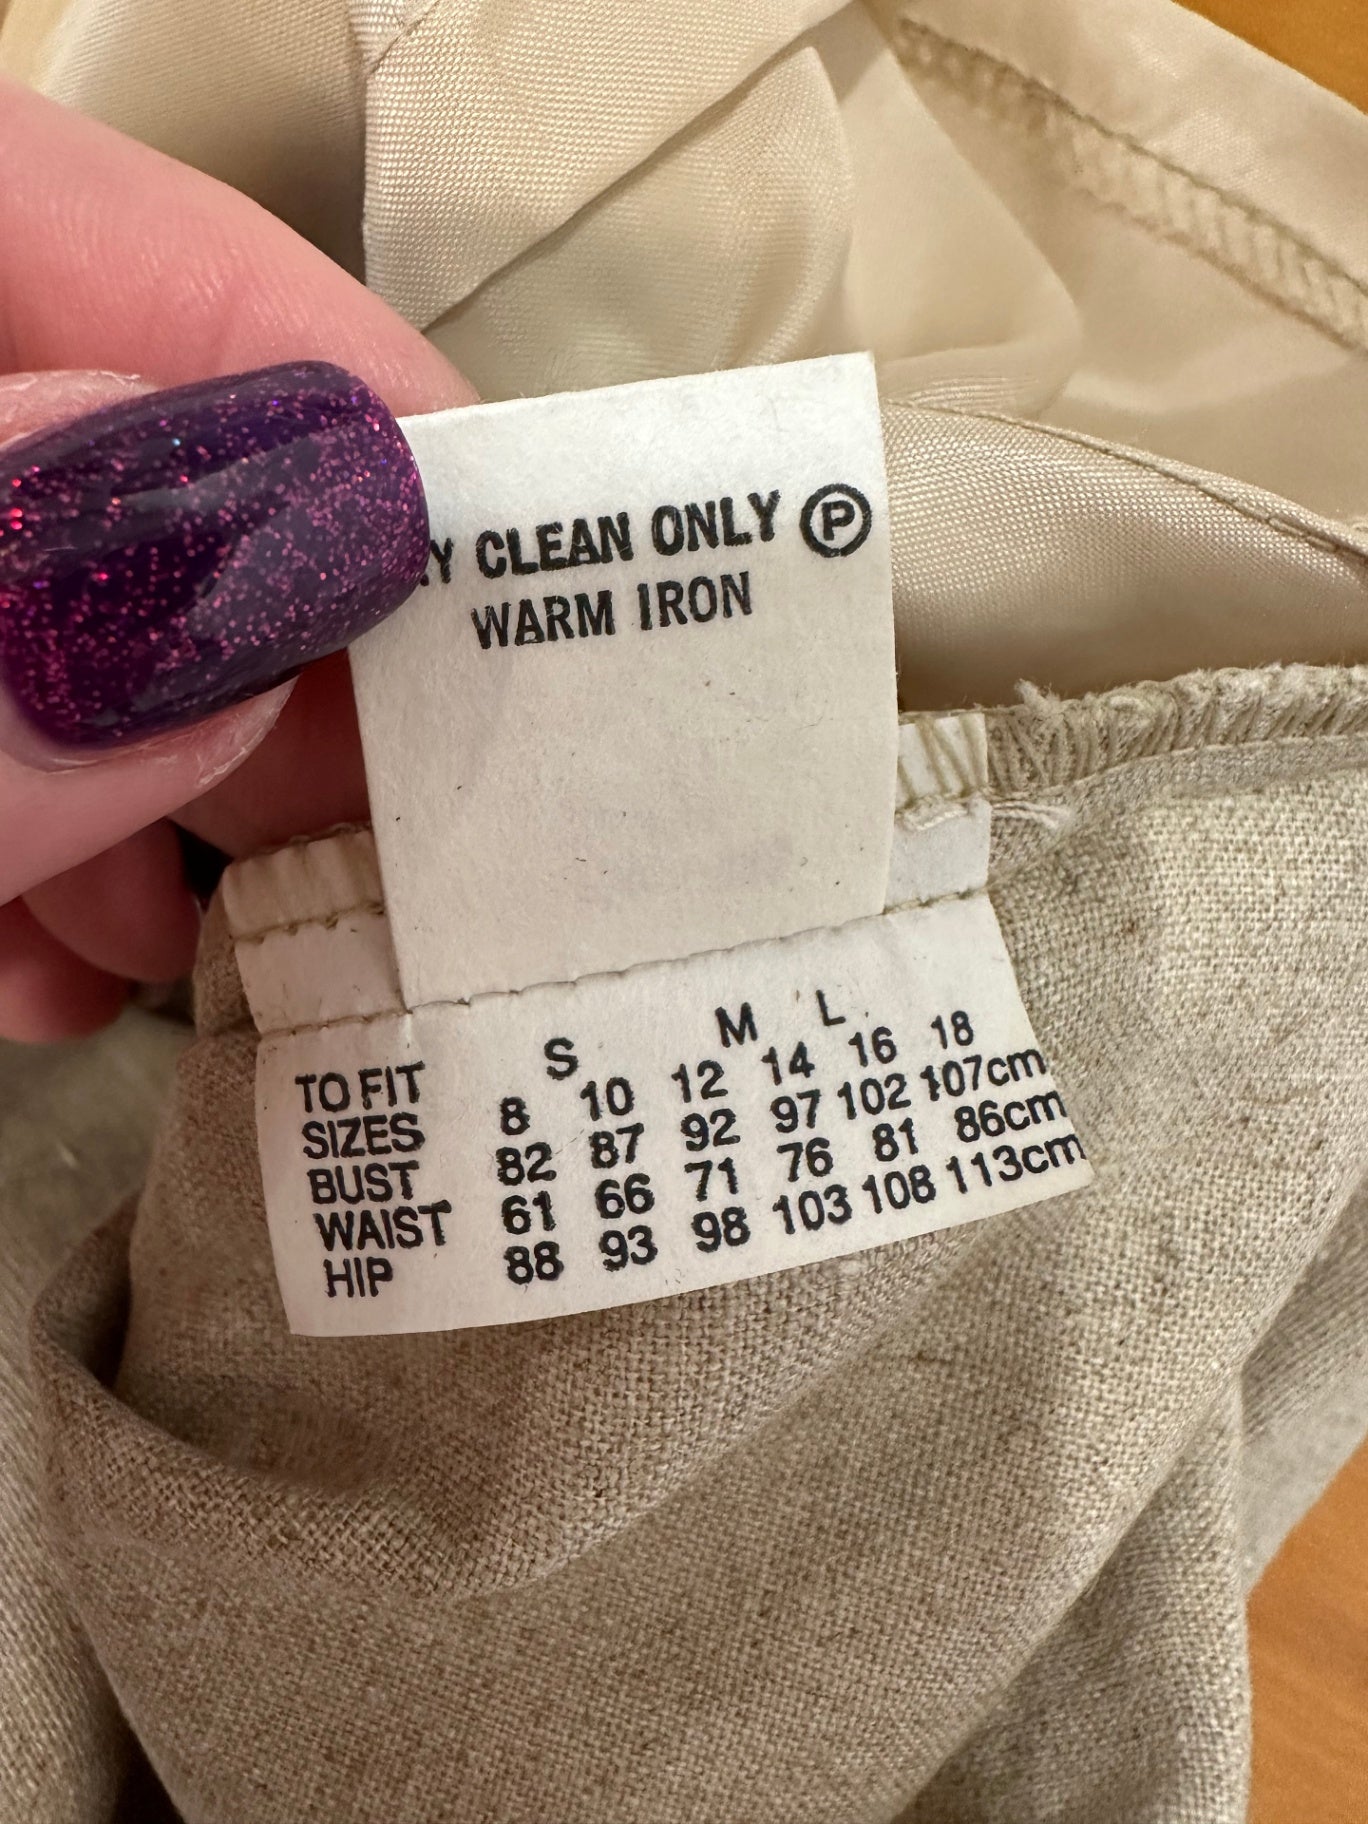 Y CLEAN ONLY Ⓟ
WARM IRON
S M L
TO FIT
SIZES 8 10 12 14 16 18
BUST 82 87 92 97 102 107cm
WAIST 61 66 71 76 81 86cm
HIP 88 93 98 103 108 113cm